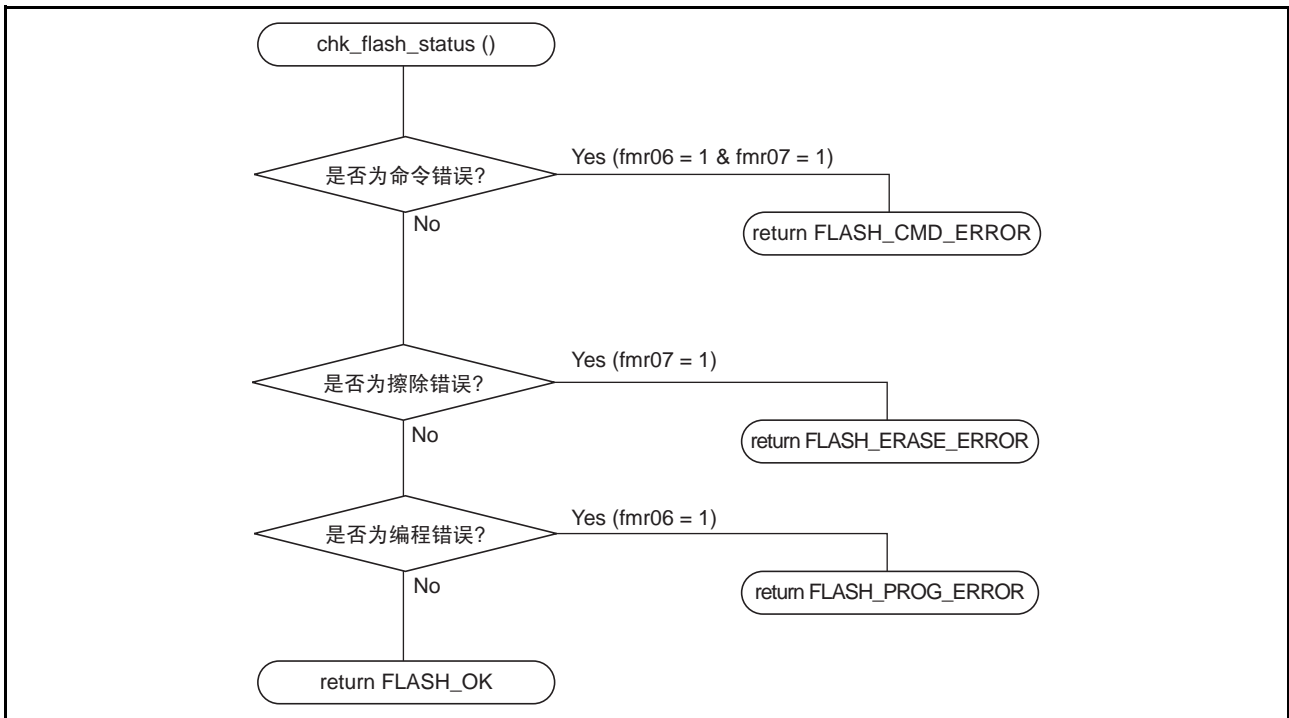 chk_flash_status ()
是否为命令错误?
Yes (fmr06 = 1 & fmr07 = 1)
No
return FLASH_CMD_ERROR
是否为擦除错误?
Yes (fmr07 = 1)
No
return FLASH_ERASE_ERROR
是否为编程错误?
Yes (fmr06 = 1)
No
return FLASH_PROG_ERROR
return FLASH_OK